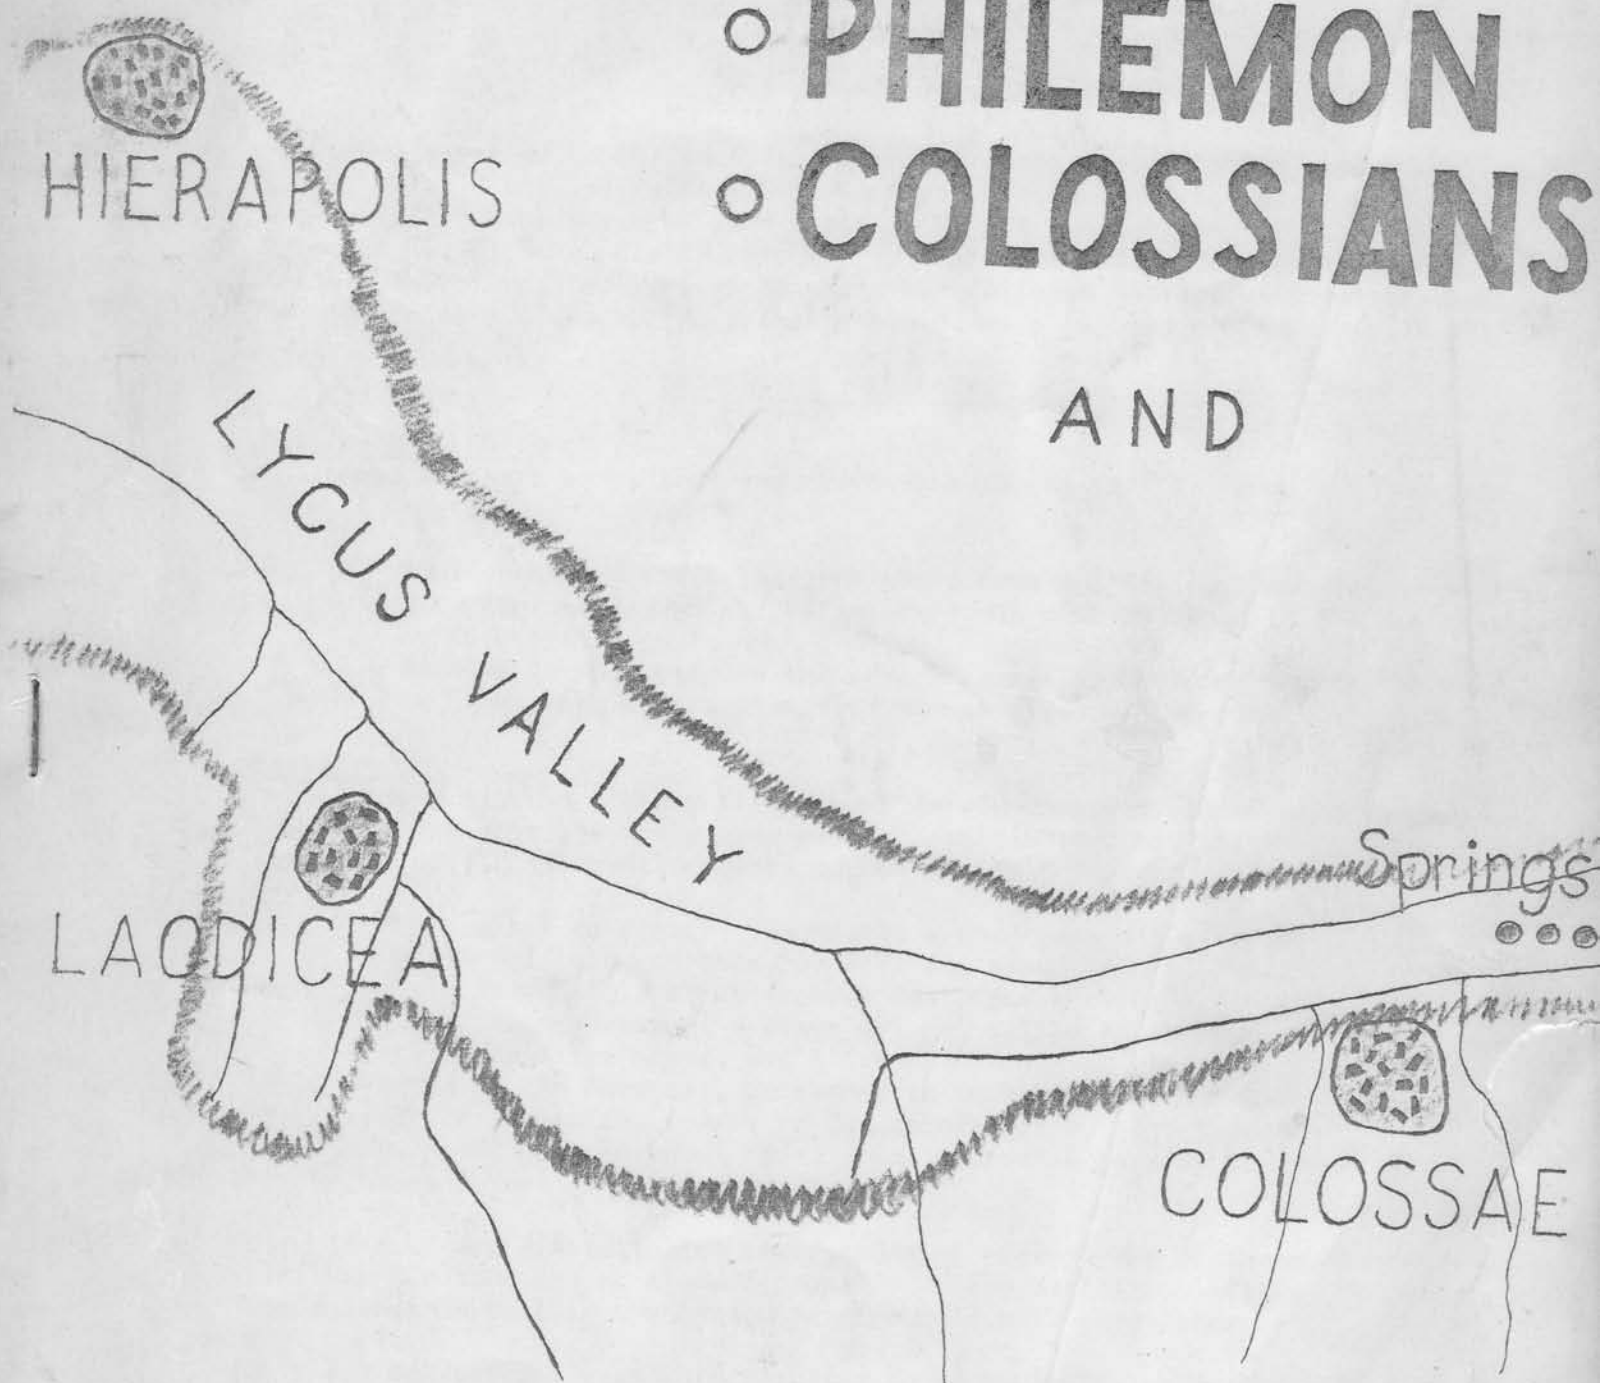 ○ PHILEMON
○ COLOSSIANS
HIERAPOLIS
AND
LYCUS VALLEY
Springs
LAODICEA
COLOSSAE